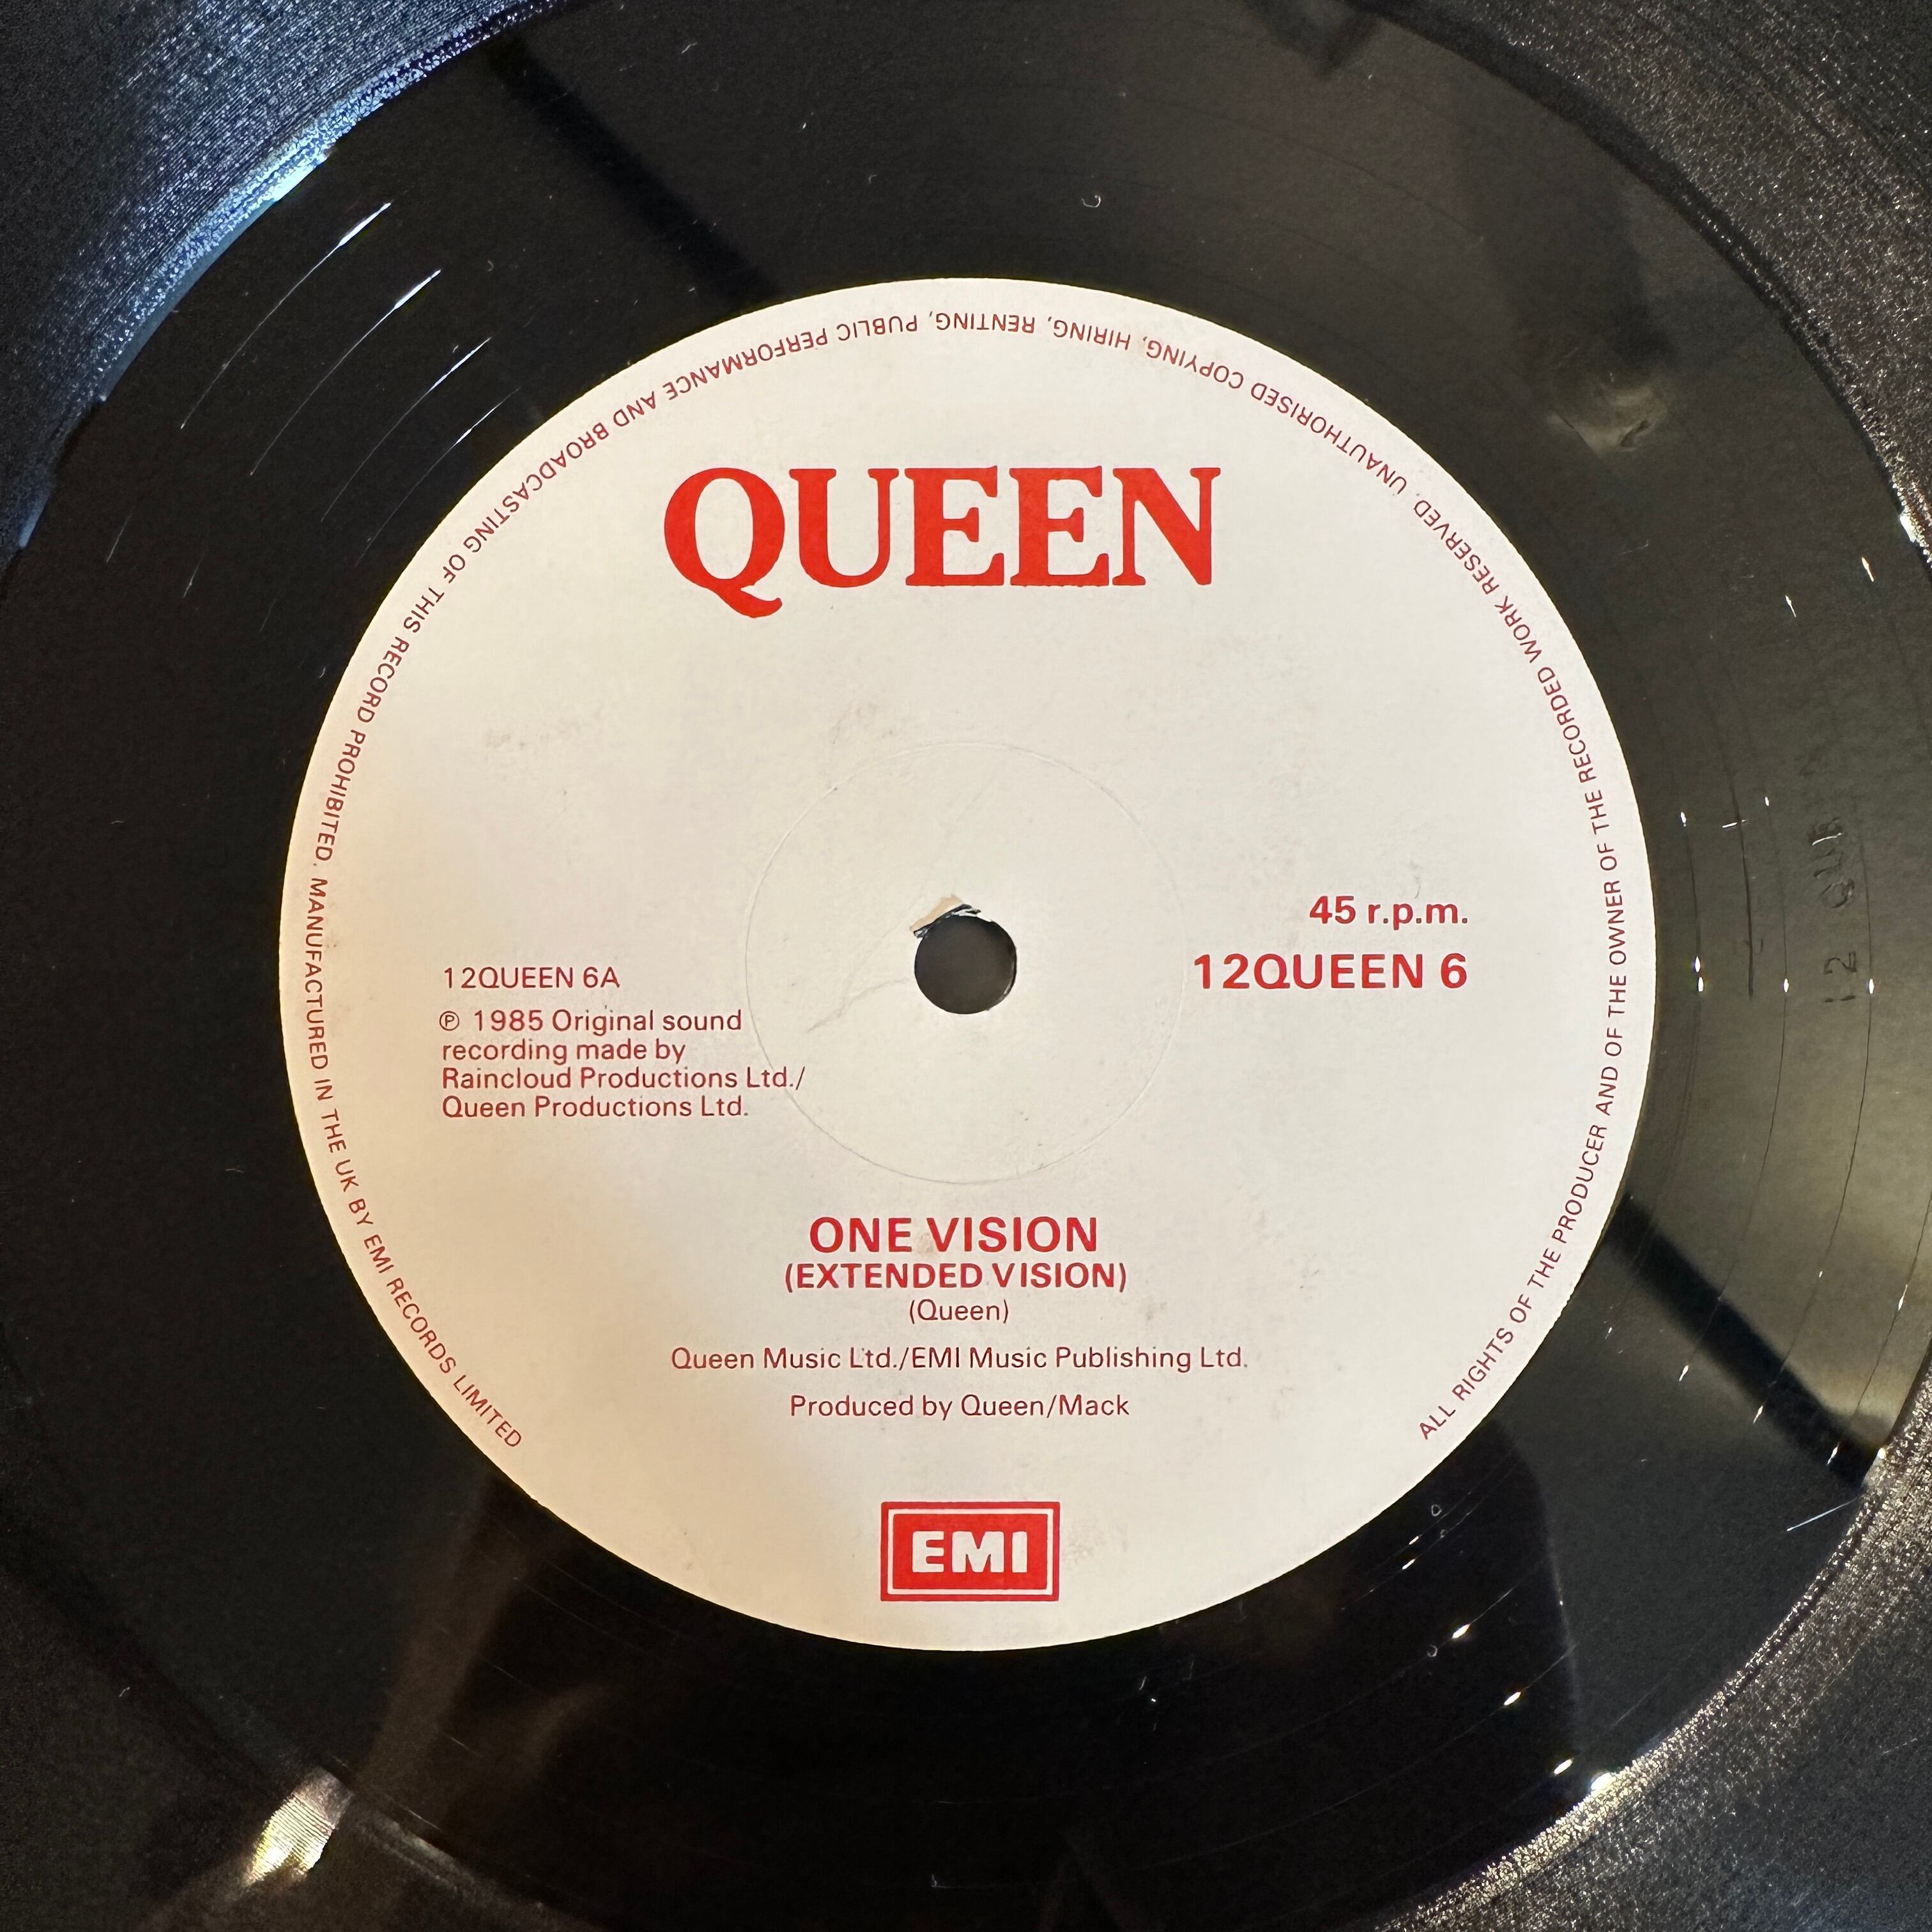 QUEEN
45 r.p.m.
12QUEEN 6
12QUEEN 6A
℗ 1985 Original sound
recording made by
Raincloud Productions Ltd./
Queen Productions Ltd.
ONE VISION
(EXTENDED VISION)
(Queen)
Queen Music Ltd./EMI Music Publishing Ltd.
Produced by Queen/Mack
EMI
ALL RIGHTS OF THE PRODUCER AND OF THE OWNER OF THE RECORDED WORK RESERVED. UNAUTHORISED COPYING, HIRING, RENTING, PUBLIC PERFORMANCE AND BROADCASTING OF THIS RECORD PROHIBITED. MANUFACTURED IN THE UK BY EMI RECORDS LIMITED